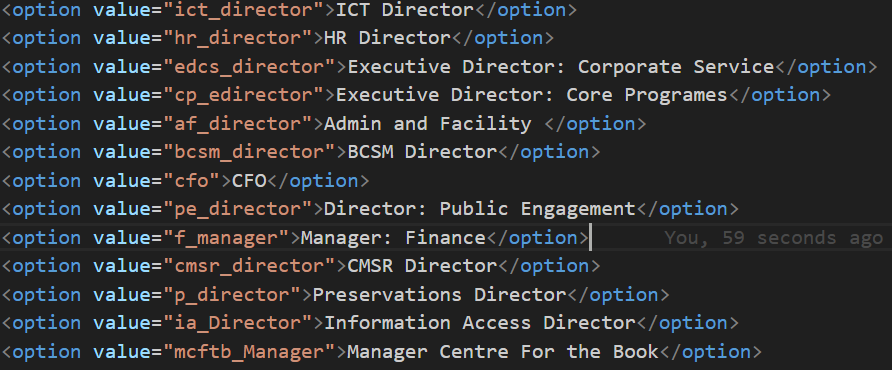 <option value="ict_director">ICT Director</option>
<option value="hr_director">HR Director</option>
<option value="edcs_director">Executive Director: Corporate Service</option>
<option value="cp_edirector">Executive Director: Core Programes</option>
<option value="af_director">Admin and Facility </option>
<option value="bcsm_director">BCSM Director</option>
<option value="cfo">CFO</option>
<option value="pe_director">Director: Public Engagement</option>
<option value="f_manager">Manager: Finance</option> You, 59 seconds ago
<option value="cmsr_director">CMSR Director</option>
<option value="p_director">Preservations Director</option>
<option value="ia_Director">Information Access Director</option>
<option value="mcftb_Manager">Manager Centre For the Book</option>